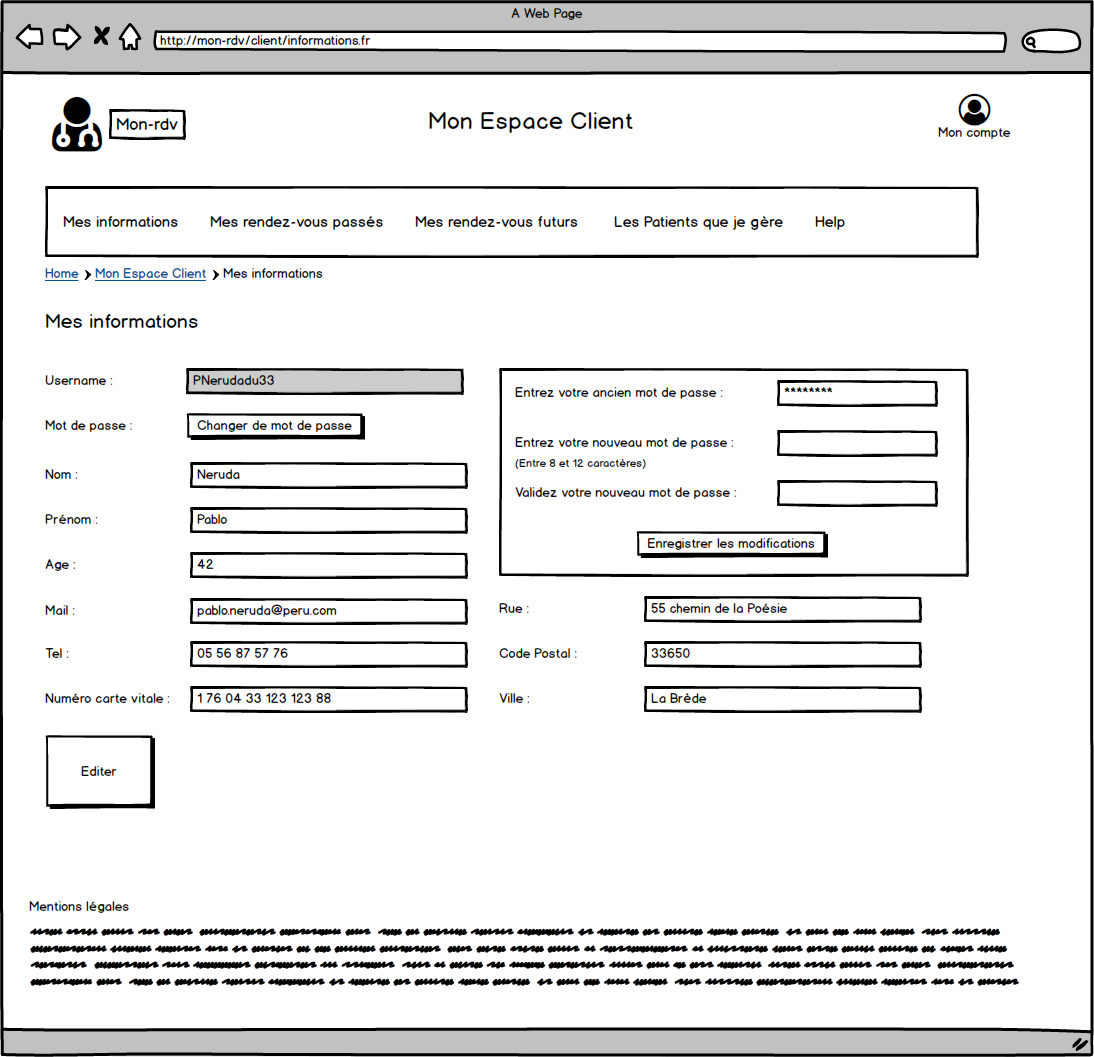 A Web Page
http://mon-rdv/client/informations.fr
Mon-rdv
Mon Espace Client
Mon compte
Mes informations Mes rendez-vous passés Mes rendez-vous futurs Les Patients que je gère Help
Home Mon Espace Client Mes informations
Mes informations
Username : PNerudadu33
Mot de passe : Changer de mot de passe
Nom : Neruda
Prénom : Pablo
Age : 42
Mail : pablo.neruda@peru.com
Tel : 05 56 87 57 76
Numéro carte vitale : 1 76 04 33 123 123 88
Entrez votre ancien mot de passe : ********
Entrez votre nouveau mot de passe :
(Entre 8 et 12 caractères)
Validez votre nouveau mot de passe :
Enregistrer les modifications
Rue : 55 chemin de la Poésie
Code Postal : 33650
Ville : La Brède
Editer
Mentions légales